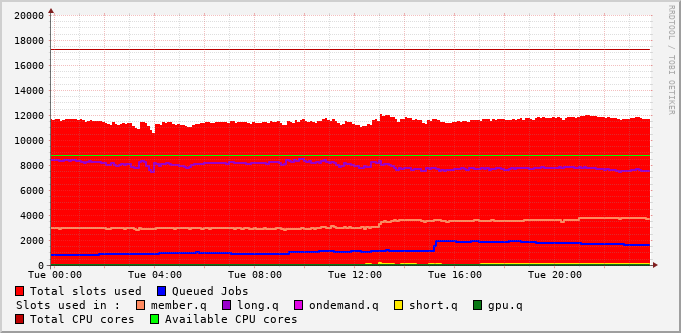 20000
18000
16000
14000
12000
10000
8000
6000
4000
2000
0
Tue 00:00 Tue 04:00 Tue 08:00 Tue 12:00 Tue 16:00 Tue 20:00
Total slots used Queued Jobs
Slots used in : member.q long.q ondemand.q short.q gpu.q
Total CPU cores Available CPU cores
RRDTOOL / TOBI OETIKER